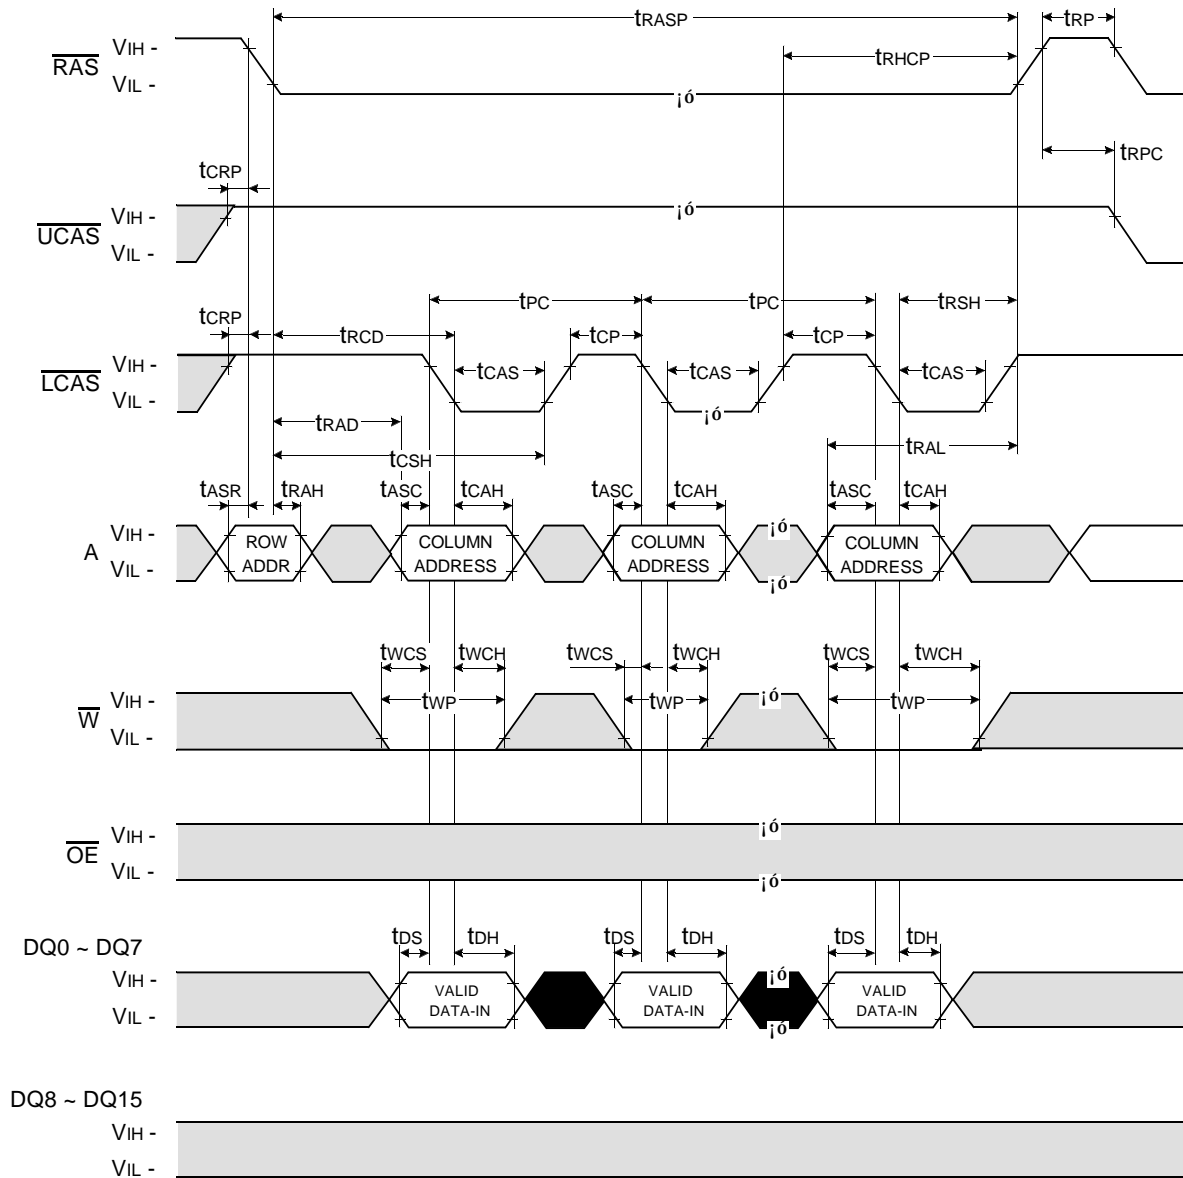 tRASP tRP
RAS VIH -
VIL -
tRHCP
¡ó
tRPC
tCRP
UCAS VIH -
VIL -
¡ó
tPC tPC tRSH
tCRP tRCD tCP tCP
LCAS VIH -
VIL -
tCAS tCAS tCAS
¡ó
tRAD tRAL
tCSH
tASR tRAH tASC tCAH tASC tCAH tASC tCAH
A VIH -
VIL -
ROW ADDR
COLUMN ADDRESS
COLUMN ADDRESS
¡ó
¡ó
COLUMN ADDRESS
tWCS tWCH tWCS tWCH tWCS tWCH
W VIH -
VIL -
tWP tWP ¡ó tWP
OE VIH -
VIL -
¡ó
¡ó
DQ0 ~ DQ7
tDS tDH tDS tDH tDS tDH
VIH -
VIL -
VALID DATA-IN
VALID DATA-IN
¡ó
¡ó
VALID DATA-IN
DQ8 ~ DQ15
VIH -
VIL -